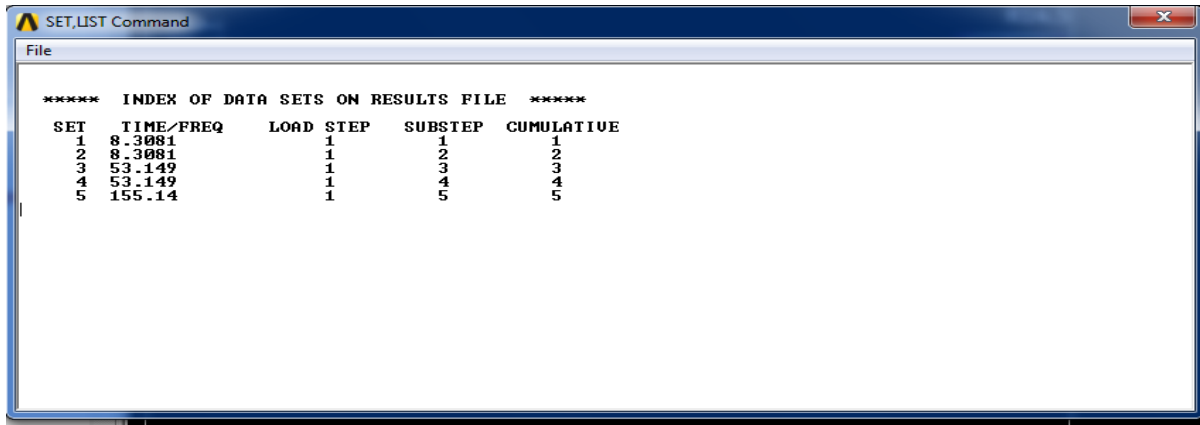 SET,LIST Command
File
***** INDEX OF DATA SETS ON RESULTS FILE *****
SET TIME/FREQ LOAD STEP SUBSTEP CUMULATIVE
1 8.3081 1 1 1
2 8.3081 1 2 2
3 53.149 1 3 3
4 53.149 1 4 4
5 155.14 1 5 5